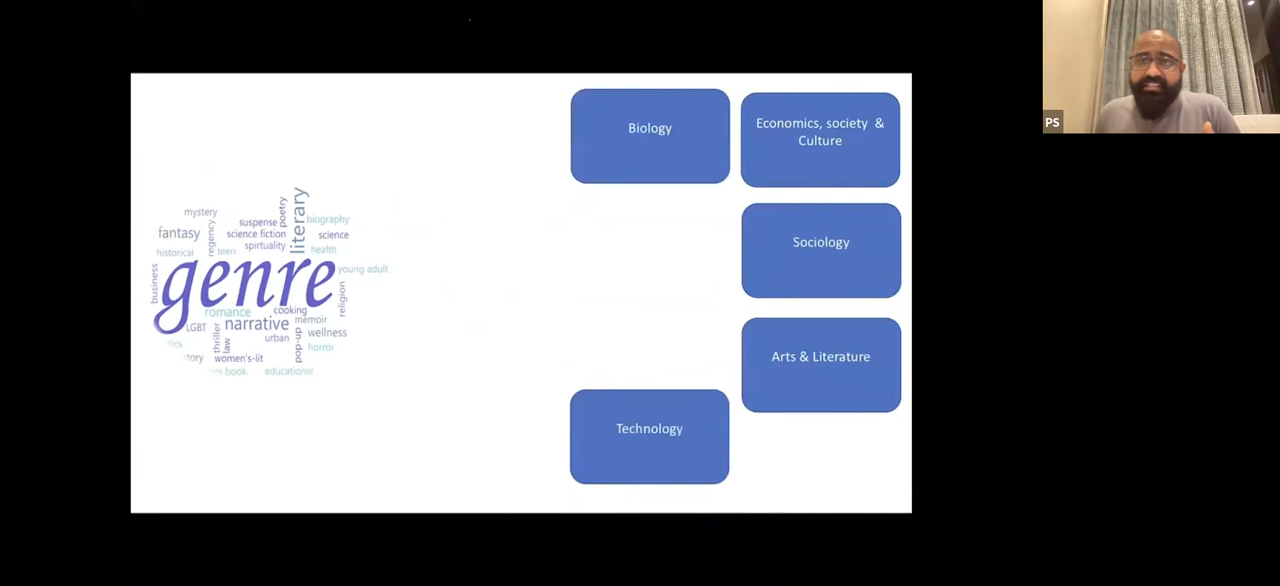 mystery
poetry
literary
suspense
biography
fantasy
regency
science fiction
science
historical
teen
spirtuality
health
business
genre
young adult
religion
romance
cooking
LGBT
narrative
memoir
thriller
law
urban
pop-up
wellness
horror
story
women's-lit
book
educational
Biology
Economics, society &
Culture
Sociology
Arts & Literature
Technology
PS